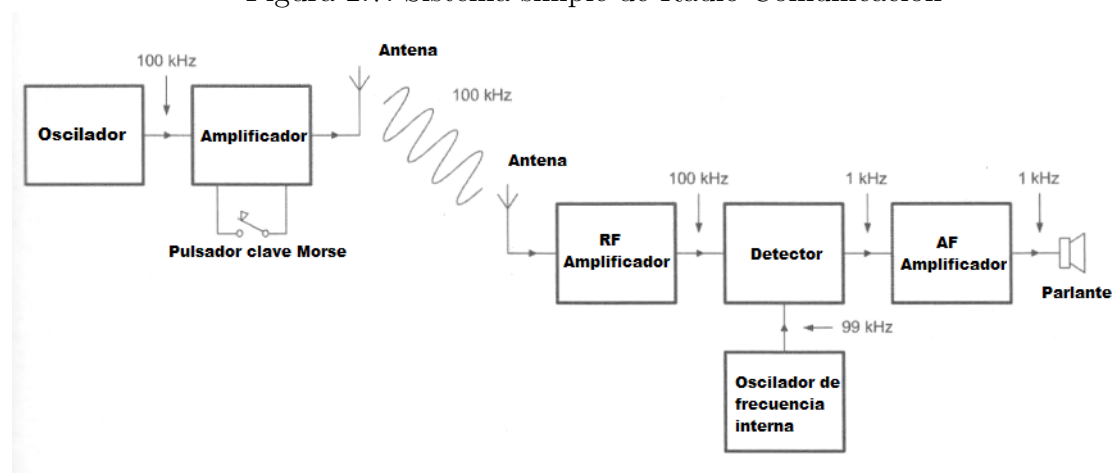 Antena
100 kHz
100 kHz
Oscilador
Amplificador
Antena
Pulsador clave Morse
100 kHz
1 kHz
1 kHz
RF
Amplificador
Detector
AF
Amplificador
Parlante
99 kHz
Oscilador de
frecuencia
interna